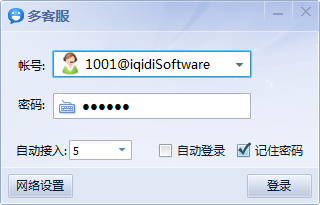 多客服
帐号: 1001@iqidiSoftware
密码: ●●●●●●
自动接入: 5 自动登录 记住密码
网络设置 登录